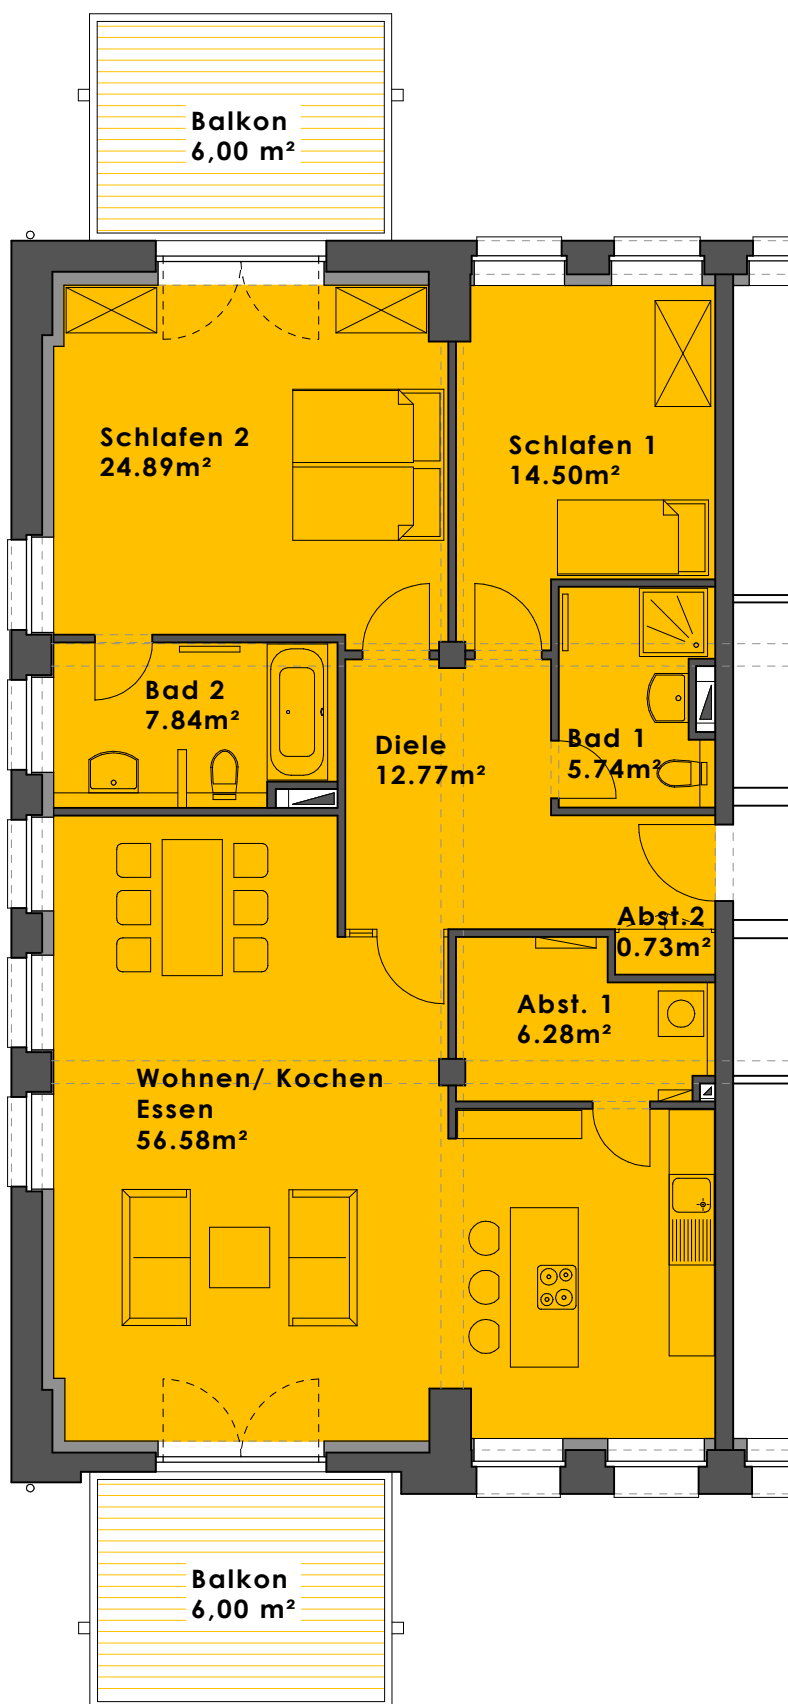 Balkon
6,00 m²
Schlafen 2
24.89m²
Schlafen 1
14.50m²
Bad 2
7.84m²
Diele
12.77m²
Bad 1
5.74m²
Abst.2
0.73m²
Abst. 1
6.28m²
Wohnen/ Kochen
Essen
56.58m²
Balkon
6,00 m²